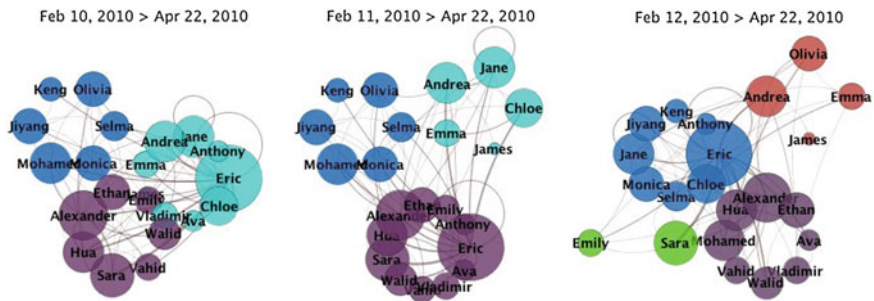 Feb 10, 2010 > Apr 22, 2010
Keng
Olivia
Jiyang
Selma
Andrea
Jane
Anthony
Mohamed
Monica
Emma
Eric
Ethan
Emily
Chloe
Alexander
Vladimir
Ava
Walid
Hua
Vahid
Sara
Feb 11, 2010 > Apr 22, 2010
Jane
Keng
Olivia
Andrea
Chloe
Jiyang
Selma
Emma
James
Mohamed
Monica
Etha
Emily
Alexand
Anthony
Hua
Eric
Sara
Ava
Walid
Vladimir
Feb 12, 2010 > Apr 22, 2010
Olivia
Andrea
Emma
Keng
Jiyang
Anthony
James
Jane
Eric
Monica
Chloe
Selma
Alexander
Hua
Ethan
Emily
Sara
Mohamed
Ava
Vahid
Vladimir
Walid